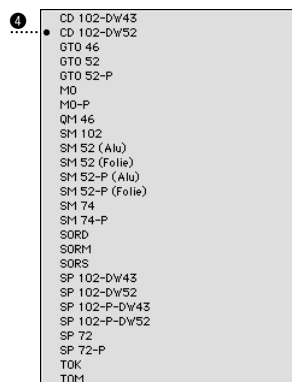 4
CD 102-DW43
• CD 102-DW52
GTO 46
GTO 52
GTO 52-P
MO
MO-P
QM 46
SM 102
SM 52 (Alu)
SM 52 (Folie)
SM 52-P (Alu)
SM 52-P (Folie)
SM 74
SM 74-P
SORD
SORM
SORS
SP 102-DW43
SP 102-DW52
SP 102-P-DW43
SP 102-P-DW52
SP 72
SP 72-P
TOK
TOM